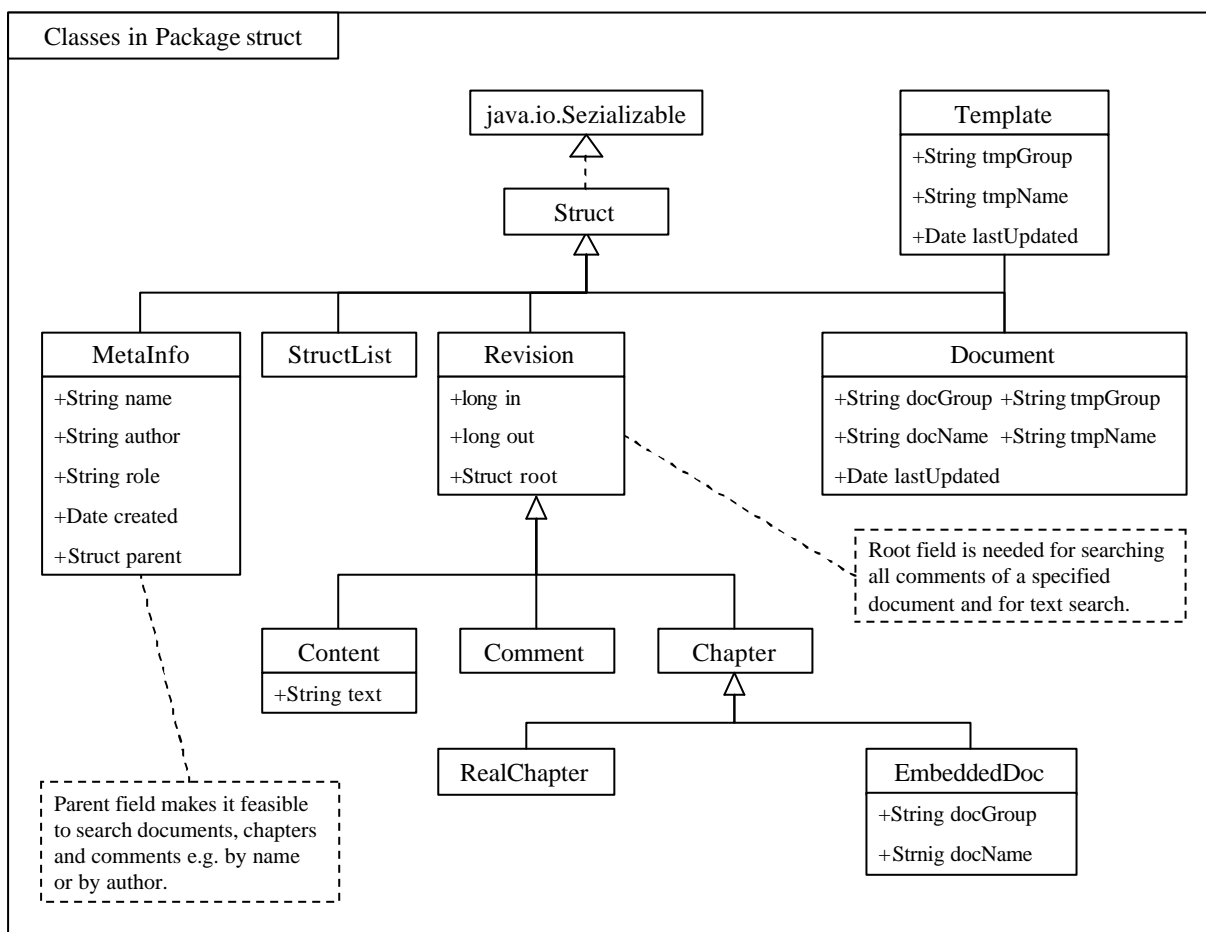 Classes in Package struct
java.io.Sezializable
Template
+String tmpGroup
+String tmpName
+Date lastUpdated
Struct
MetaInfo
+String name
+String author
+String role
+Date created
+Struct parent
StructList
Revision
+long in
+long out
+Struct root
Document
+String docGroup +String tmpGroup
+String docName +String tmpName
+Date lastUpdated
Root field is needed for searching
all comments of a specified
document and for text search.
Content
+String text
Comment
Chapter
RealChapter
EmbeddedDoc
+String docGroup
+Strnig docName
Parent field makes it feasible
to search documents, chapters
and comments e.g. by name
or by author.